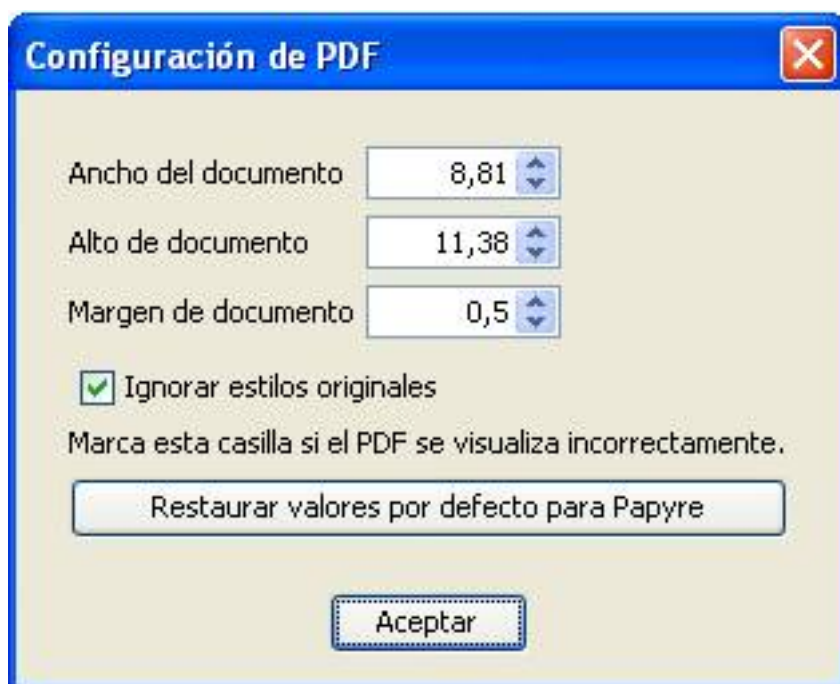 Configuración de PDF
Ancho del documento 8,81
Alto de documento 11,38
Margen de documento 0,5
Ignorar estilos originales
Marca esta casilla si el PDF se visualiza incorrectamente.
Restaurar valores por defecto para Papyre
Aceptar